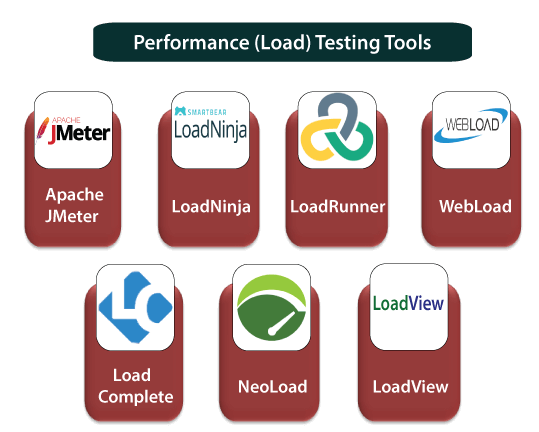 Performance (Load) Testing Tools
APACHE
JMeter
Apache
JMeter
SMARTBEAR
LoadNinja
LoadNinja
LoadRunner
WEBLOAD
WebLoad
LC
Load
Complete
NeoLoad
LoadView
LoadView